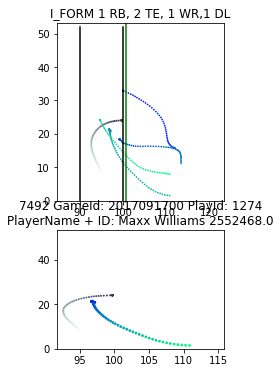 I_FORM 1 RB, 2 TE, 1 WR,1 DL
50
40
30
20
10
0
90 100 110 120
7492 GameId: 2017091700 PlayId: 1274
PlayerName + ID: Maxx Williams 2552468.0
40
20
0
95 100 105 110 115